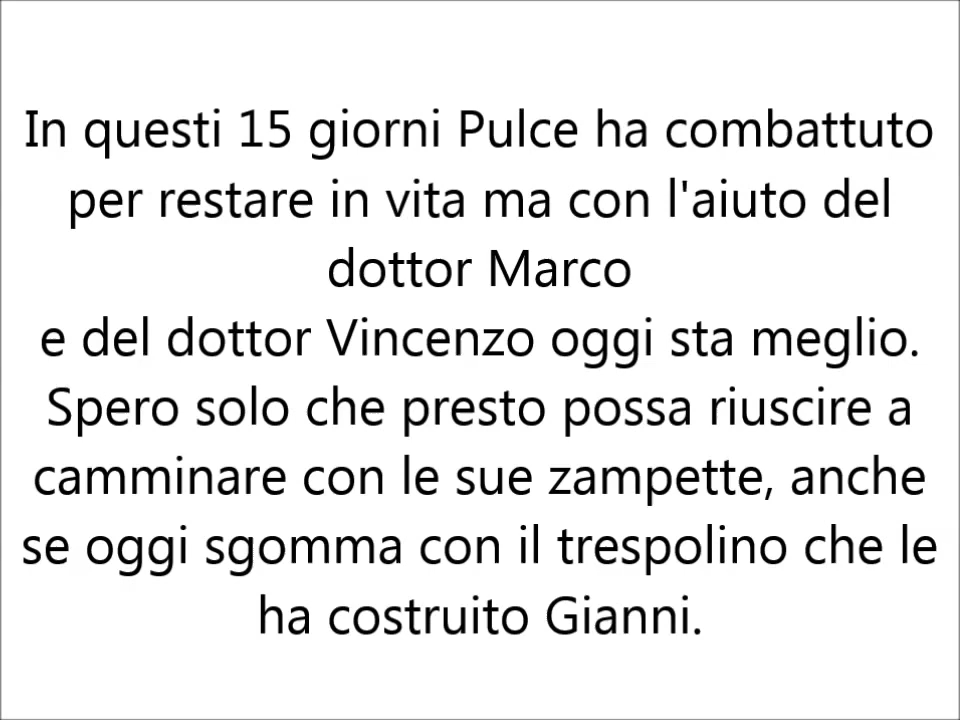 In questi 15 giorni Pulce ha combattuto
per restare in vita ma con l'aiuto del
dottor Marco
e del dottor Vincenzo oggi sta meglio.
Spero solo che presto possa riuscire a
camminare con le sue zampette, anche
se oggi sgomma con il trespolino che le
ha costruito Gianni.